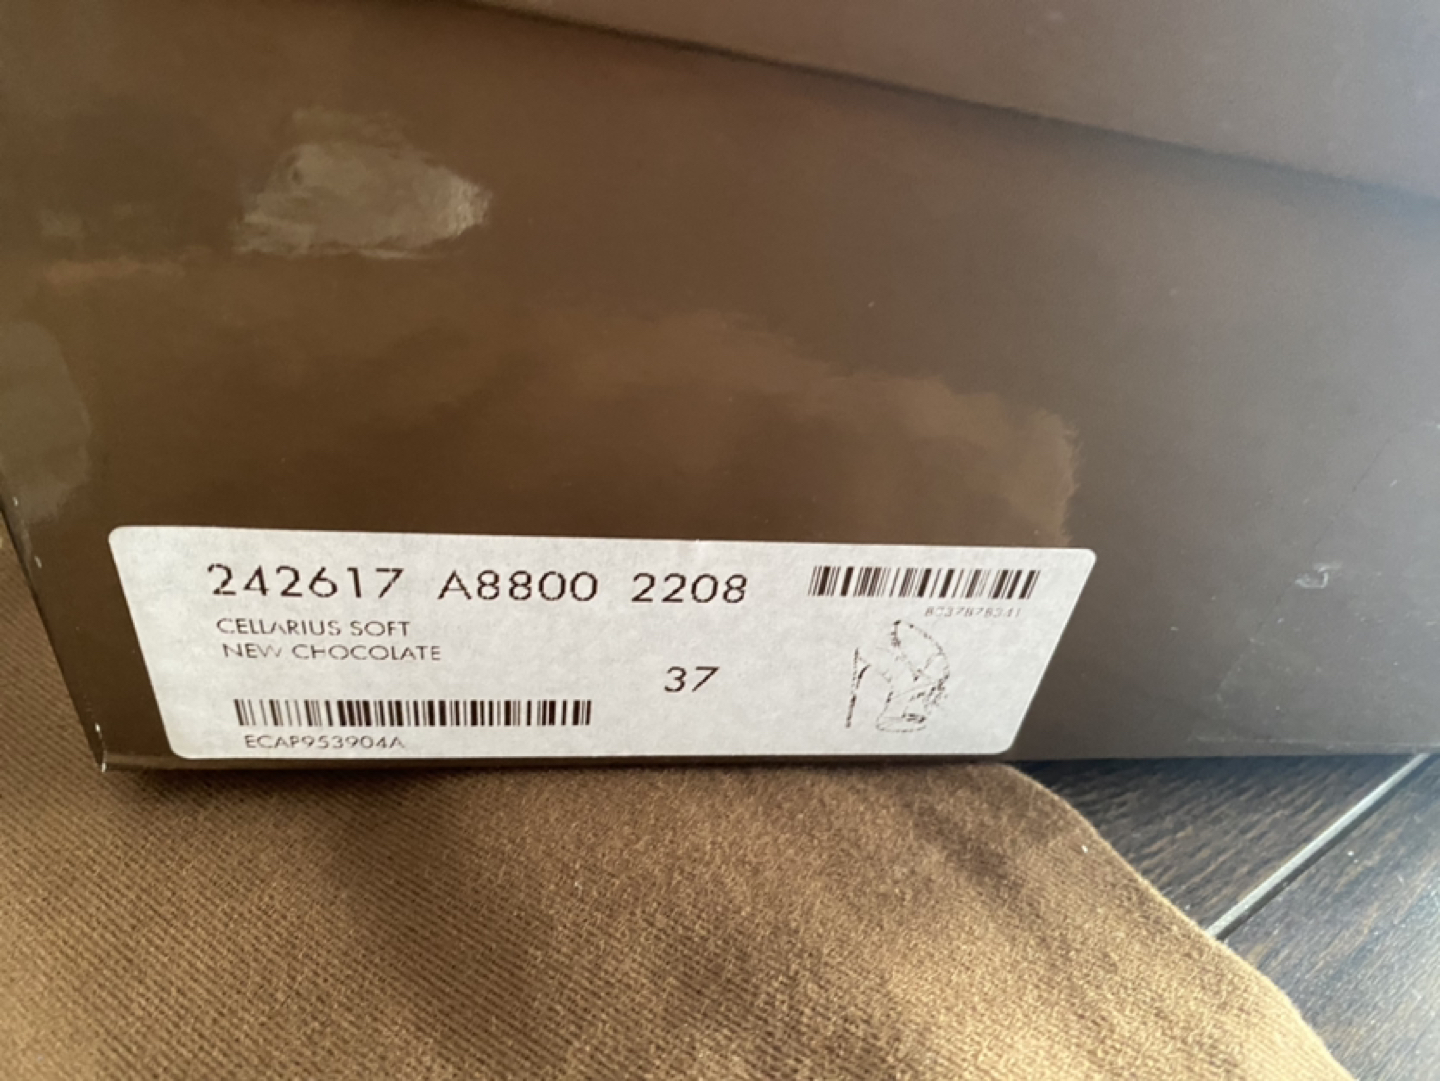 242617 A8800 2208
CELLARIUS SOFT
NEW CHOCOLATE
37
ECAP953904A